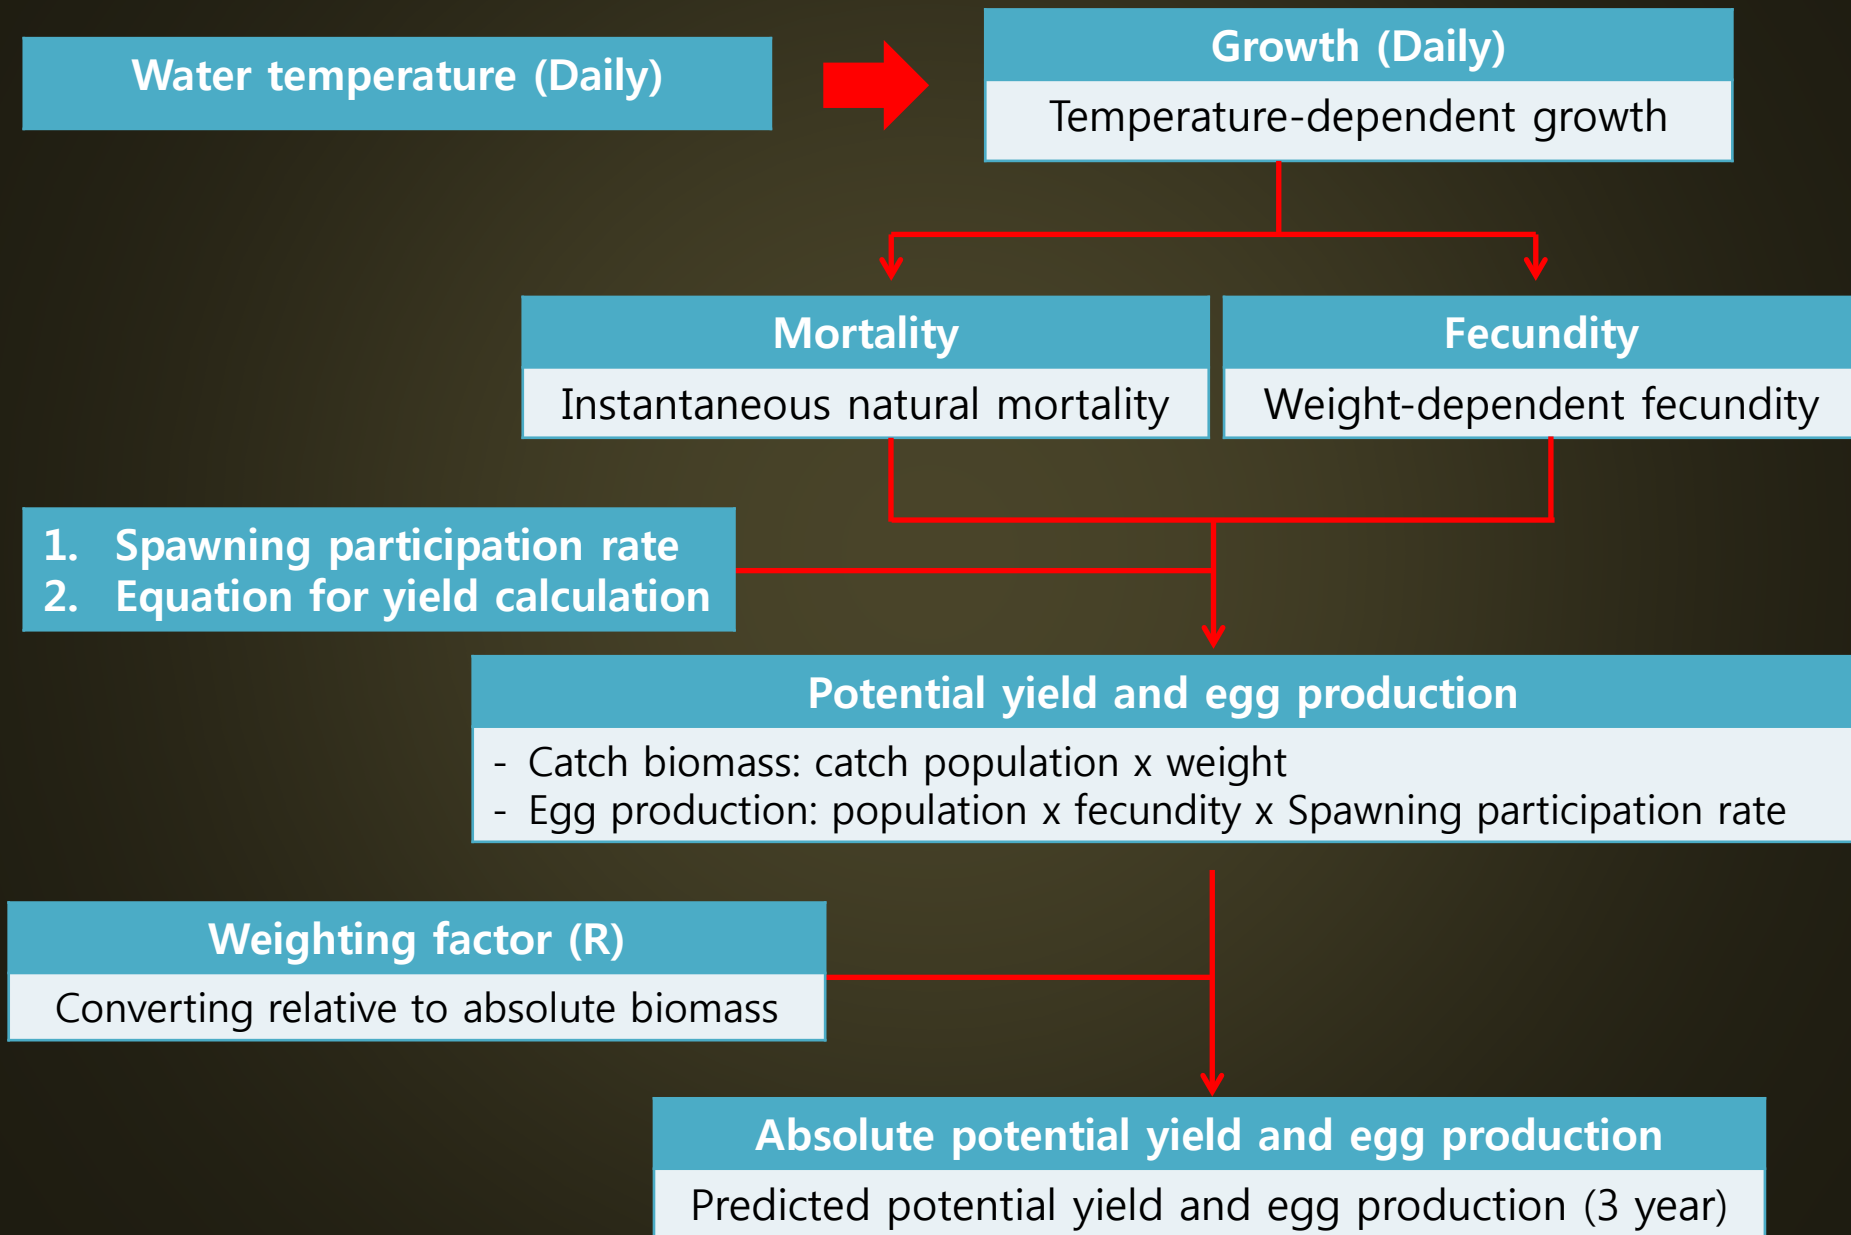 Water temperature (Daily)
Growth (Daily)
Temperature-dependent growth
Mortality
Instantaneous natural mortality
Fecundity
Weight-dependent fecundity
1. Spawning participation rate
2. Equation for yield calculation
Potential yield and egg production
- Catch biomass: catch population x weight
- Egg production: population x fecundity x Spawning participation rate
Weighting factor (R)
Converting relative to absolute biomass
Absolute potential yield and egg production
Predicted potential yield and egg production (3 year)